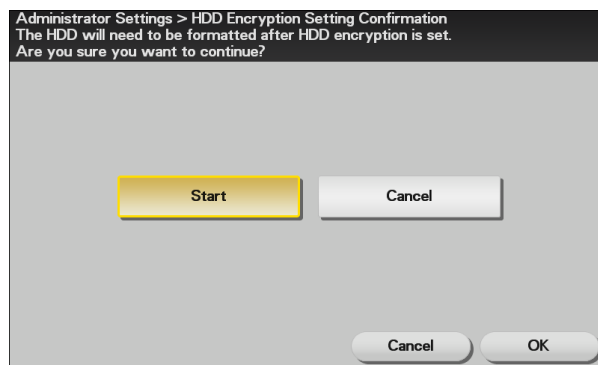 Administrator Settings > HDD Encryption Setting Confirmation
The HDD will need to be formatted after HDD encryption is set.
Are you sure you want to continue?
Start
Cancel
Cancel
OK